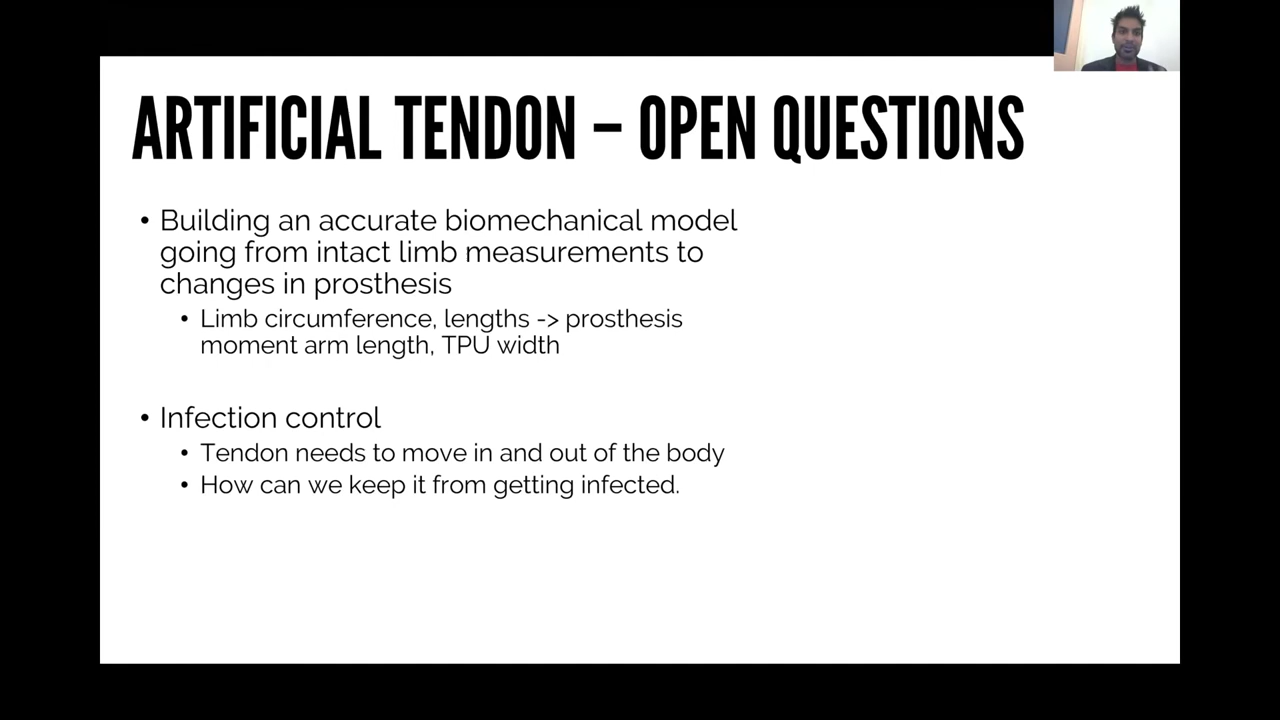 ARTIFICIAL TENDON – OPEN QUESTIONS
• Building an accurate biomechanical model
going from intact limb measurements to
changes in prosthesis
• Limb circumference, lengths -> prosthesis
moment arm length, TPU width
• Infection control
• Tendon needs to move in and out of the body
• How can we keep it from getting infected.